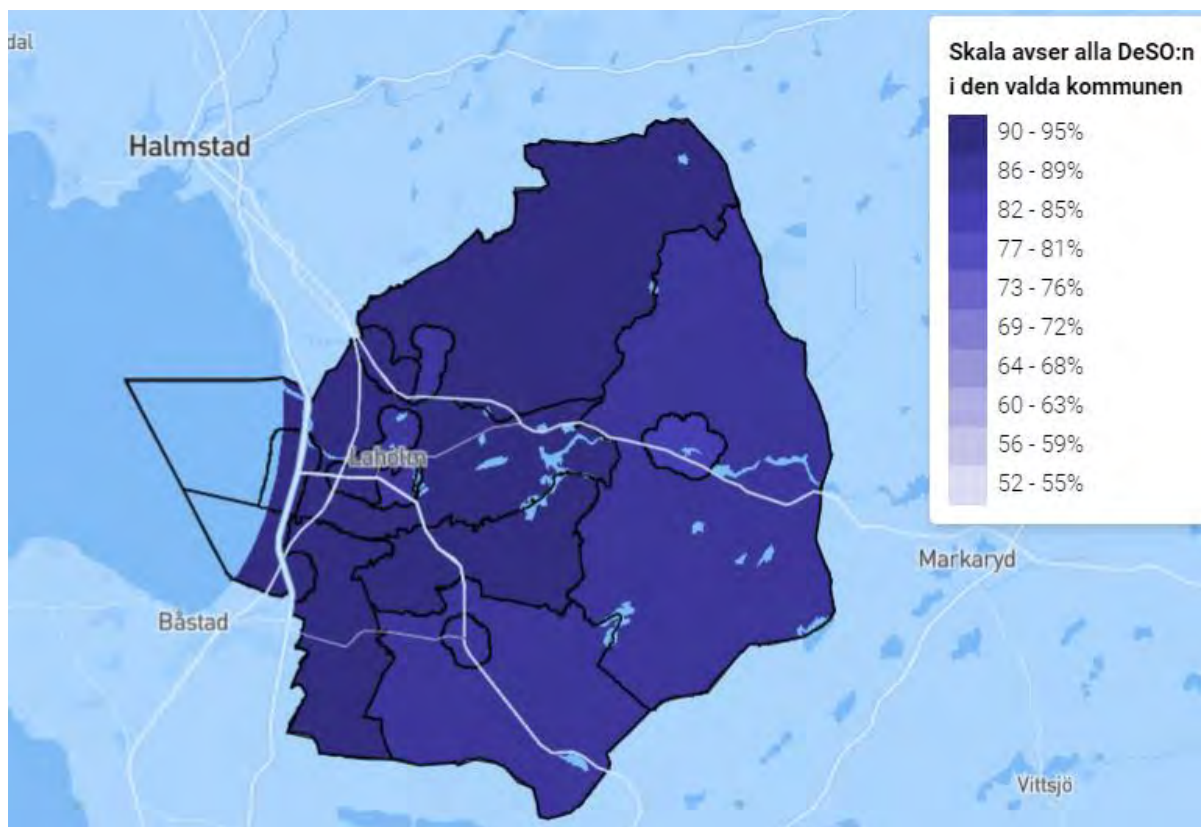 dal
Halmstad
Laholm
Båstad
Markaryd
Vittsjö
Skala avser alla DeSO:n
i den valda kommunen
90 - 95%
86 - 89%
82 - 85%
77 - 81%
73 - 76%
69 - 72%
64 - 68%
60 - 63%
56 - 59%
52 - 55%